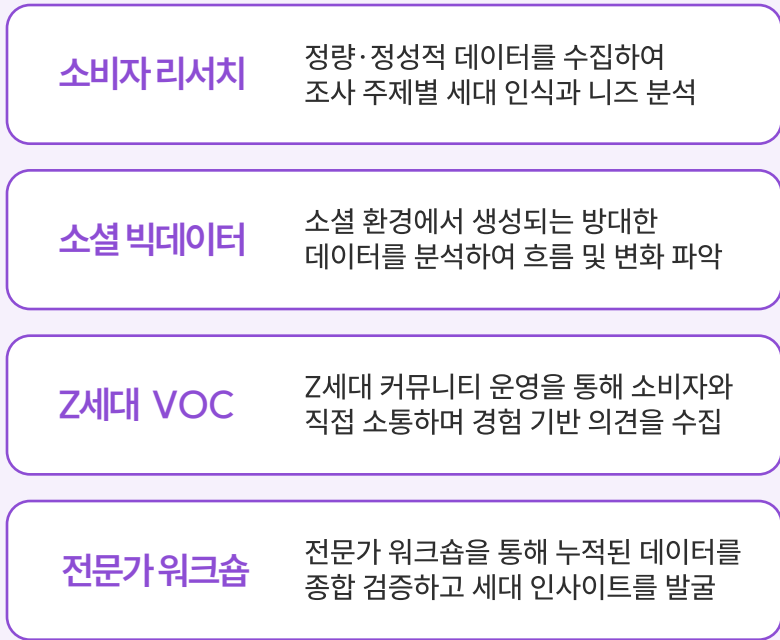 소비자 리서치
정량·정성적 데이터를 수집하여
조사 주제별 세대 인식과 니즈 분석
소셜 빅데이터
소셜 환경에서 생성되는 방대한
데이터를 분석하여 흐름 및 변화 파악
Z세대 VOC
Z세대 커뮤니티 운영을 통해 소비자와
직접 소통하며 경험 기반 의견을 수집
전문가 워크숍
전문가 워크숍을 통해 누적된 데이터를
종합 검증하고 세대 인사이트를 발굴